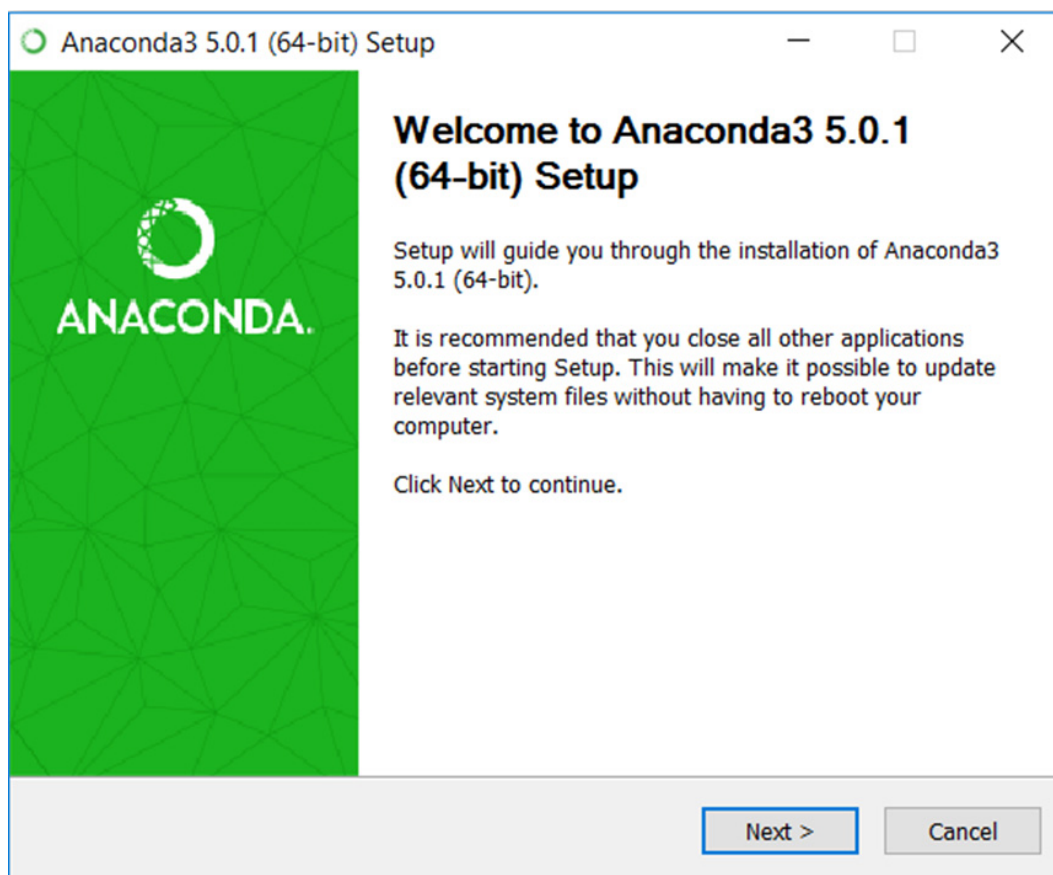 Anaconda3 5.0.1 (64-bit) Setup
ANACONDA.
Welcome to Anaconda3 5.0.1
(64-bit) Setup
Setup will guide you through the installation of Anaconda3
5.0.1 (64-bit).
It is recommended that you close all other applications
before starting Setup. This will make it possible to update
relevant system files without having to reboot your
computer.
Click Next to continue.
Next >
Cancel